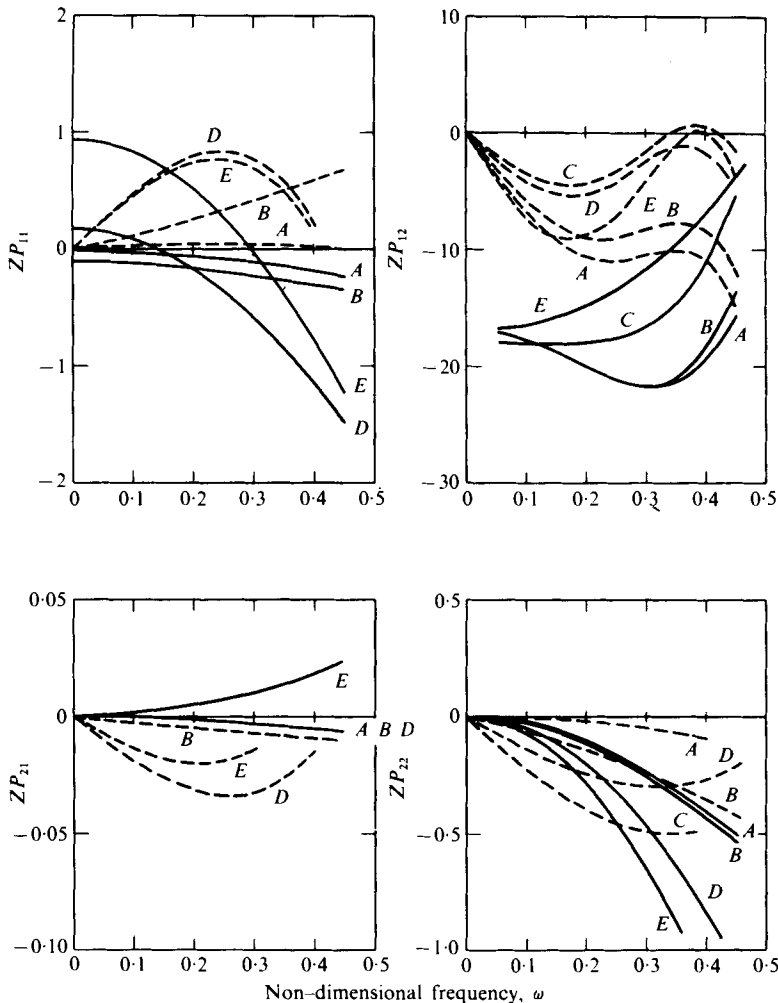 2
1
0
−1
−2
ZP11
0
0·1
0·2
0·3
0·4
0·5
D
E
B
A
A
B
E
D
10
0
−10
−20
−30
ZP12
0
0·1
0·2
0·3
0·4
0·5
C
D
E
B
A
E
C
B
A
0·05
0
−0·05
−0·10
ZP21
0
0·1
0·2
0·3
0·4
0·5
E
A B D
B
E
D
0·5
0
−0·5
−1·0
ZP22
0
0·1
0·2
0·3
0·4
0·5
A
D
B
C
A
B
D
E
Non–dimensional frequency, ω